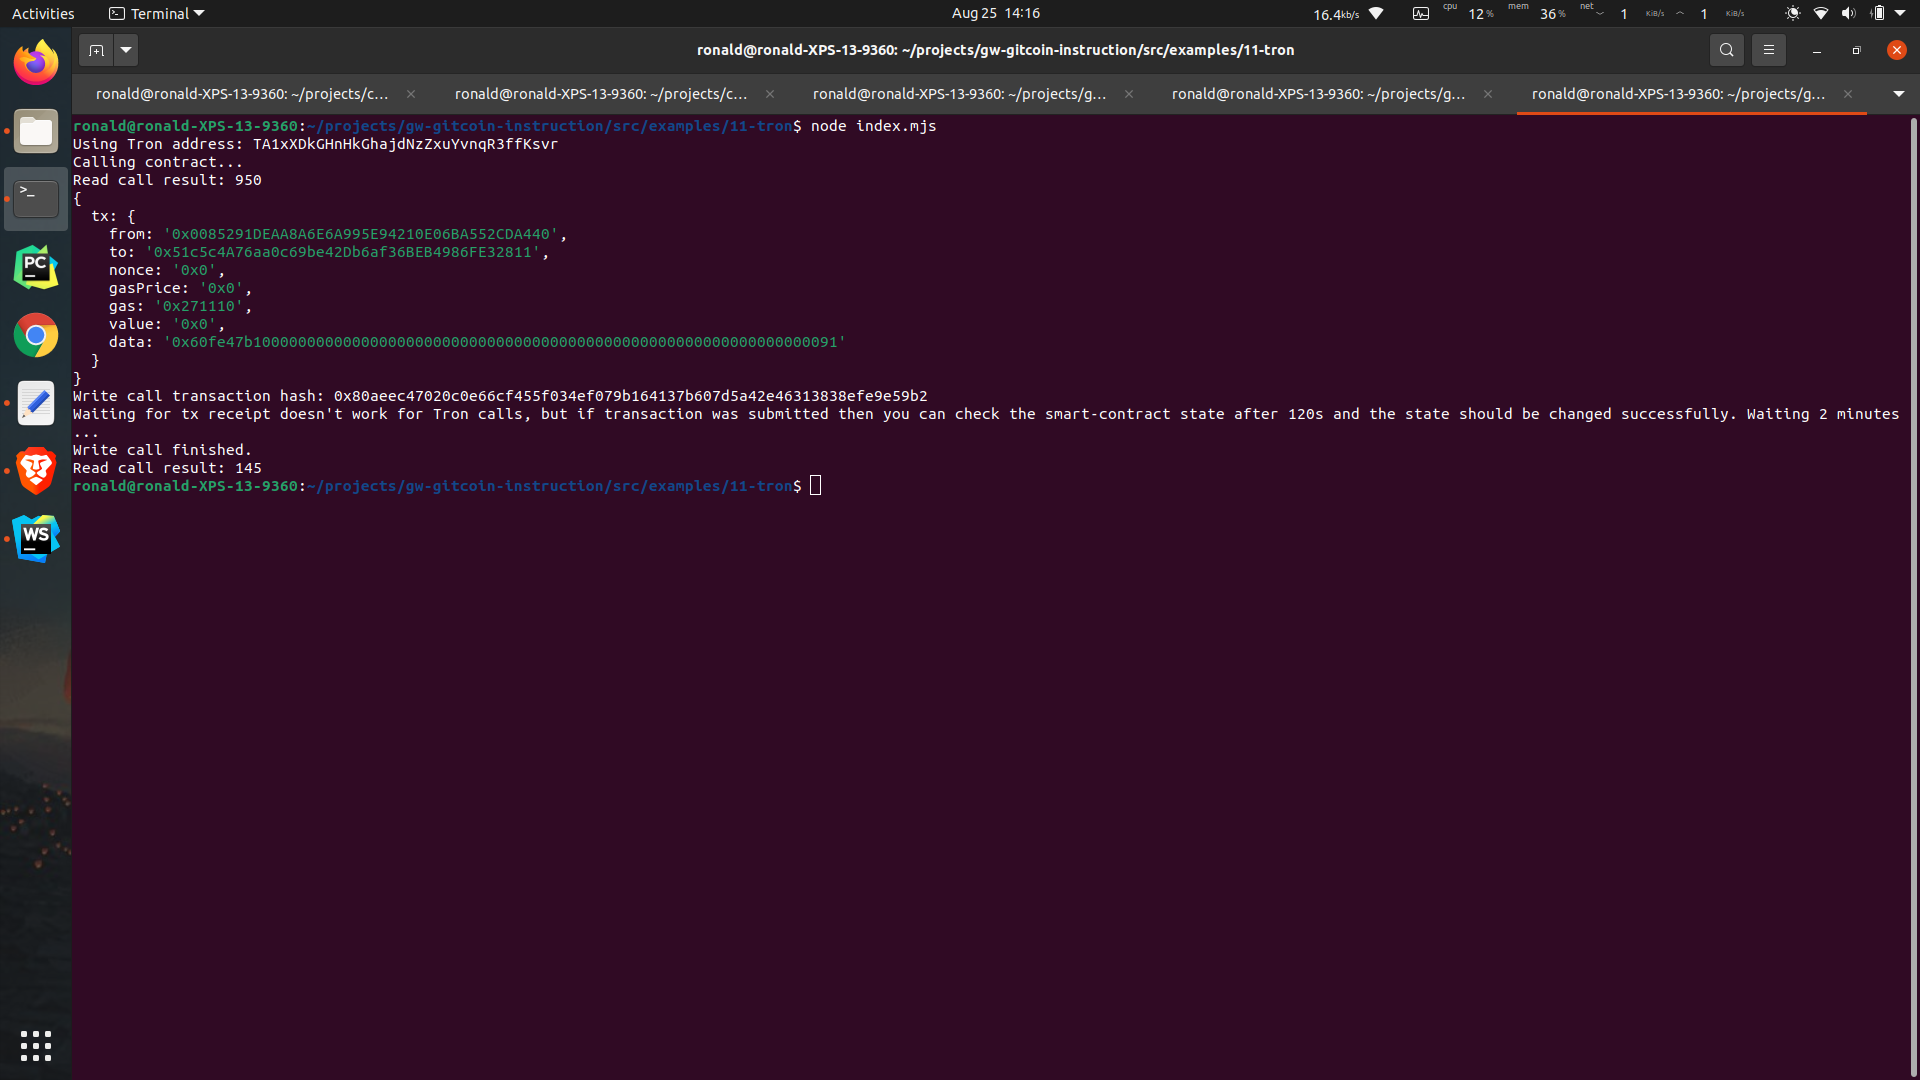 Activities
Terminal
Aug 25 14:16
16.4kb/s
cpu
12 %
mem
36 %
net
1 KiB/s
1 KiB/s
ronald@ronald-XPS-13-9360: ~/projects/gw-gitcoin-instruction/src/examples/11-tron
ronald@ronald-XPS-13-9360: ~/projects/c…
ronald@ronald-XPS-13-9360: ~/projects/c…
ronald@ronald-XPS-13-9360: ~/projects/g…
ronald@ronald-XPS-13-9360: ~/projects/g…
ronald@ronald-XPS-13-9360: ~/projects/g…
ronald@ronald-XPS-13-9360:~/projects/gw-gitcoin-instruction/src/examples/11-tron$ node index.mjs
Using Tron address: TA1xXDkGHnHkGhajdNzZxuYvnqR3ffKsvr
Calling contract...
Read call result: 950
{
  tx: {
    from: '0x0085291DEAA8A6E6A995E94210E06BA552CDA440',
    to: '0x51c5c4A76aa0c69be42Db6af36BEB4986FE32811',
    nonce: '0x0',
    gasPrice: '0x0',
    gas: '0x271110',
    value: '0x0',
    data: '0x60fe47b10000000000000000000000000000000000000000000000000000000000000091'
  }
}
Write call transaction hash: 0x80aeec47020c0e66cf455f034ef079b164137b607d5a42e46313838efe9e59b2
Waiting for tx receipt doesn't work for Tron calls, but if transaction was submitted then you can check the smart-contract state after 120s and the state should be changed successfully. Waiting 2 minutes
...
Write call finished.
Read call result: 145
ronald@ronald-XPS-13-9360:~/projects/gw-gitcoin-instruction/src/examples/11-tron$
PC
WS